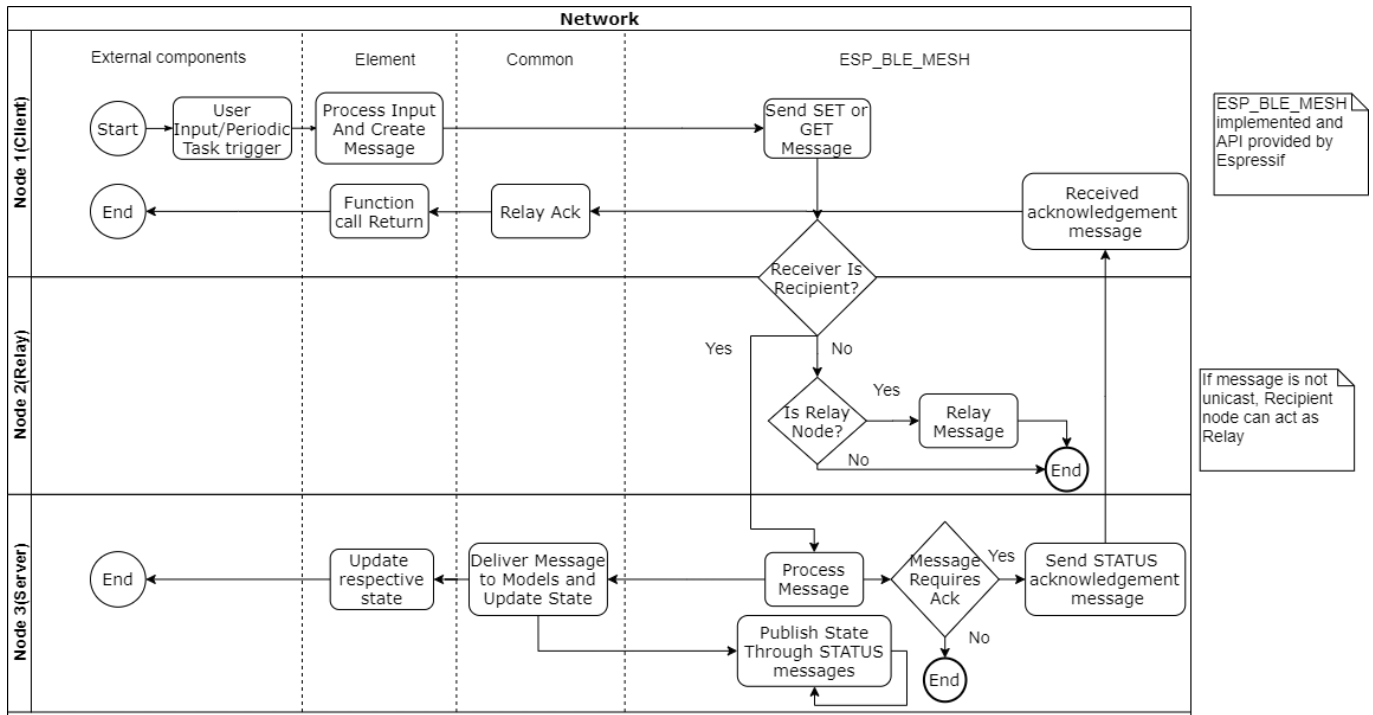 Network
External components
Element
Common
ESP_BLE_MESH
Node 1(Client)
Start
User
Input/Periodic
Task trigger
Process Input
And Create
Message
Send SET or
GET
Message
End
Function
call Return
Relay Ack
Received
acknowledgement
message
ESP_BLE_MESH
implemented and
API provided by
Espressif
Receiver Is
Recipient?
Node 2(Relay)
Yes
No
Is Relay
Node?
Yes
Relay
Message
No
End
If message is not
unicast, Recipient
node can act as
Relay
Node 3(Server)
End
Update
respective
state
Deliver Message
to Models and
Update State
Process
Message
Message
Requires
Ack
Yes
Send STATUS
acknowledgement
message
No
End
Publish State
Through STATUS
messages